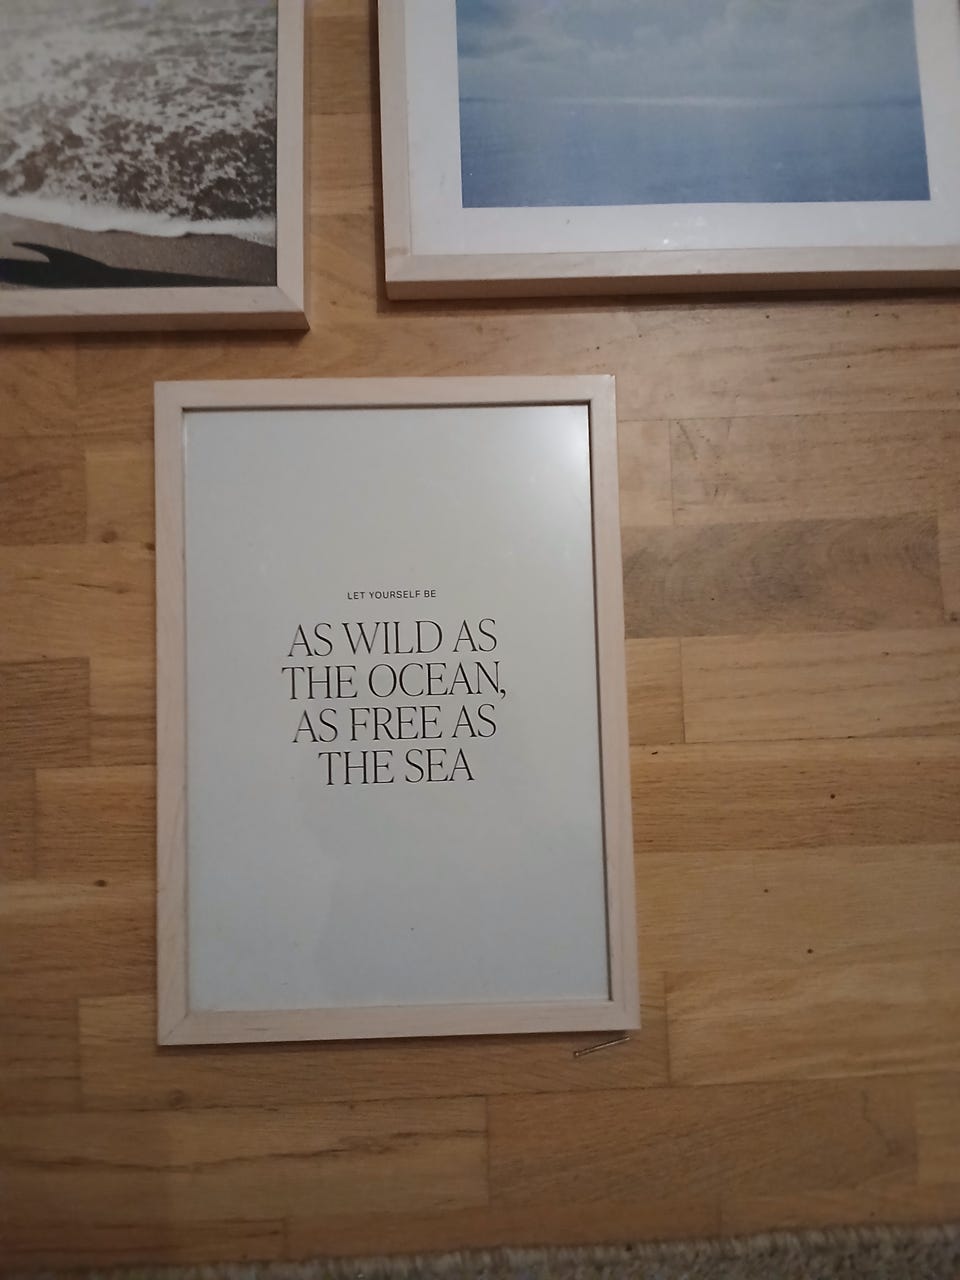 LET YOURSELF BE
AS WILD AS
THE OCEAN,
AS FREE AS
THE SEA